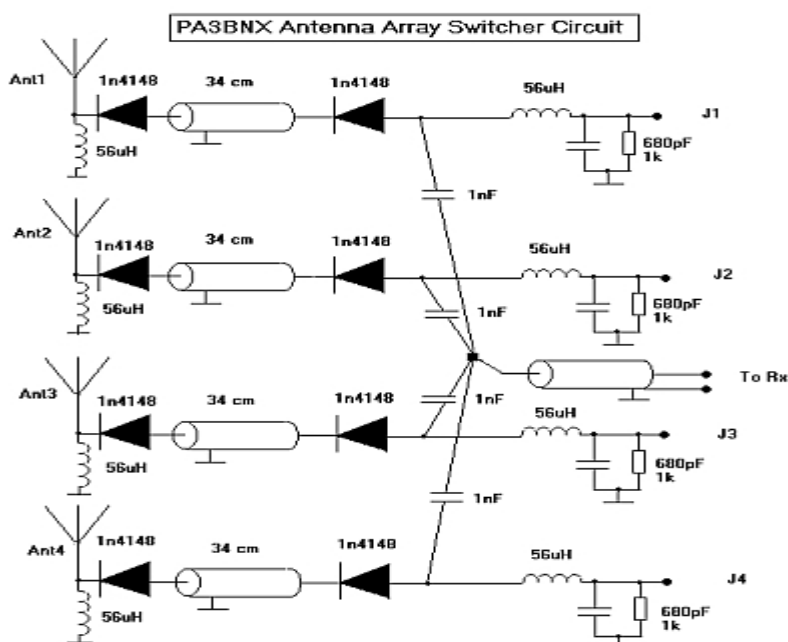 PA3BNX Antenna Array Switcher Circuit
Ant1
1n4148
34 cm
1n4148
56uH
J1
56uH
680pF
1k
1nF
Ant2
1n4148
34 cm
1n4148
56uH
J2
56uH
1nF
680pF
1k
To Rx
Ant3
1n4148
34 cm
1n4148
1nF
56uH
J3
56uH
680pF
1k
1nF
Ant4
1n4148
34 cm
1n4148
56uH
J4
56uH
680pF
1k